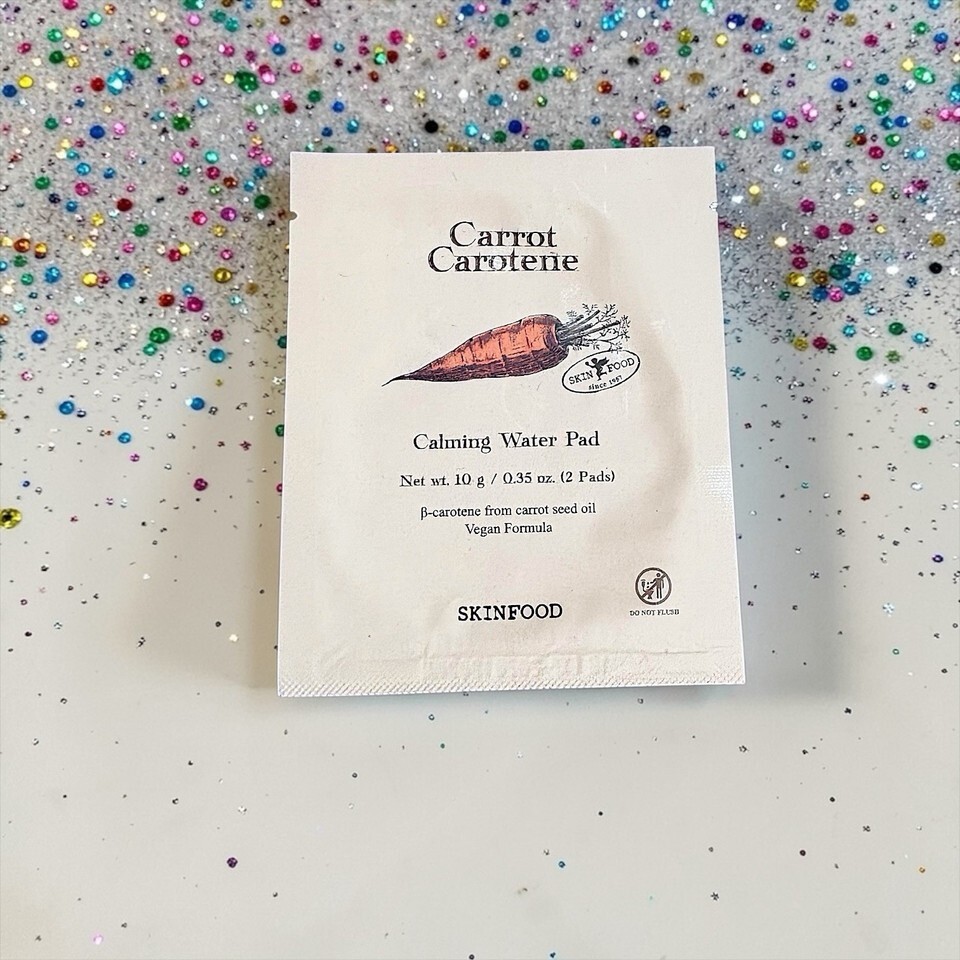 Carrot
Carotene
SKIN FOOD
since 1957
Calming Water Pad
Net wt. 10 g / 0.35 oz. (2 Pads)
β-carotene from carrot seed oil
Vegan Formula
SKINFOOD
DO NOT FLUSH